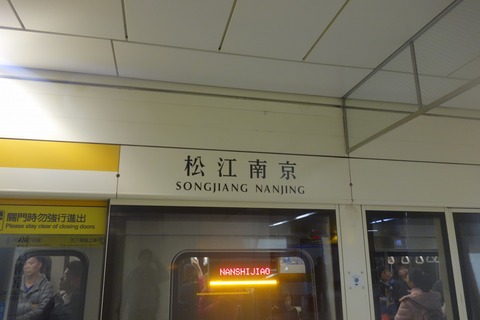 松江南京
SONGJIANG NANJING
關門時勿強行進出
Please stay clear of closing doors
NANSHIJIAO